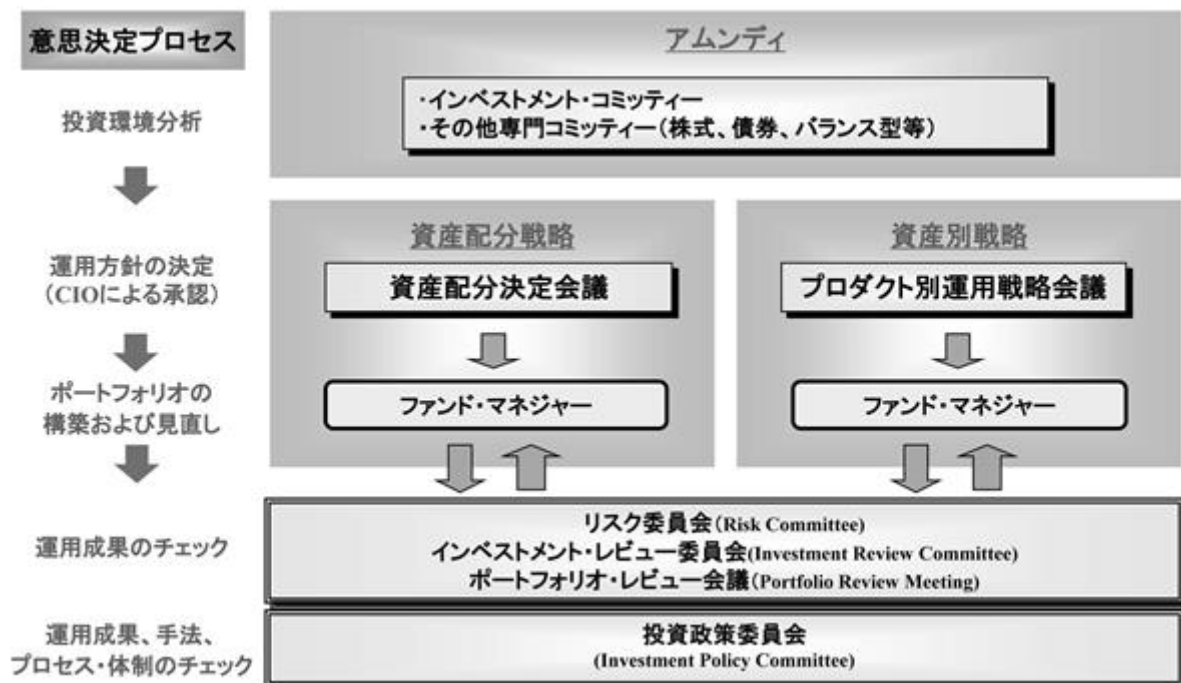 意思決定プロセス
アムンディ
投資環境分析
・インベストメント・コミッティー
・その他専門コミッティー（株式、債券、バランス型等）
資産配分戦略
資産別戦略
運用方針の決定
（CIOによる承認）
資産配分決定会議
プロダクト別運用戦略会議
ポートフォリオの
構築および見直し
ファンド・マネジャー
ファンド・マネジャー
運用成果のチェック
リスク委員会(Risk Committee)
インベストメント・レビュー委員会(Investment Review Committee)
ポートフォリオ・レビュー会議(Portfolio Review Meeting)
運用成果、手法、
プロセス・体制のチェック
投資政策委員会
(Investment Policy Committee)